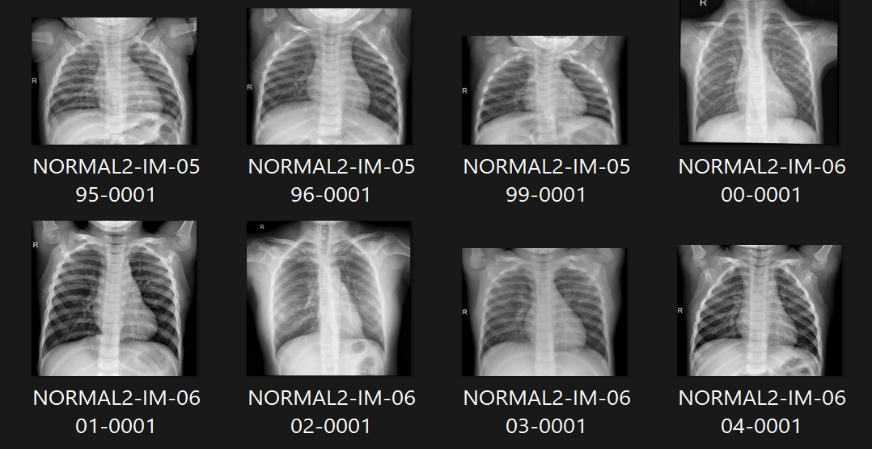 R
R
R
R
NORMAL2-IM-05
95-0001
NORMAL2-IM-05
96-0001
NORMAL2-IM-05
99-0001
NORMAL2-IM-06
00-0001
R
R
R
R
NORMAL2-IM-06
01-0001
NORMAL2-IM-06
02-0001
NORMAL2-IM-06
03-0001
NORMAL2-IM-06
04-0001